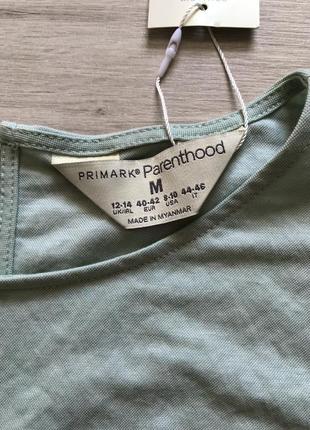 PRIMARK® Parenthood
M
12-14 40-42 8-10 44-46
UK/IRL EUR USA IT
MADE IN MYANMAR